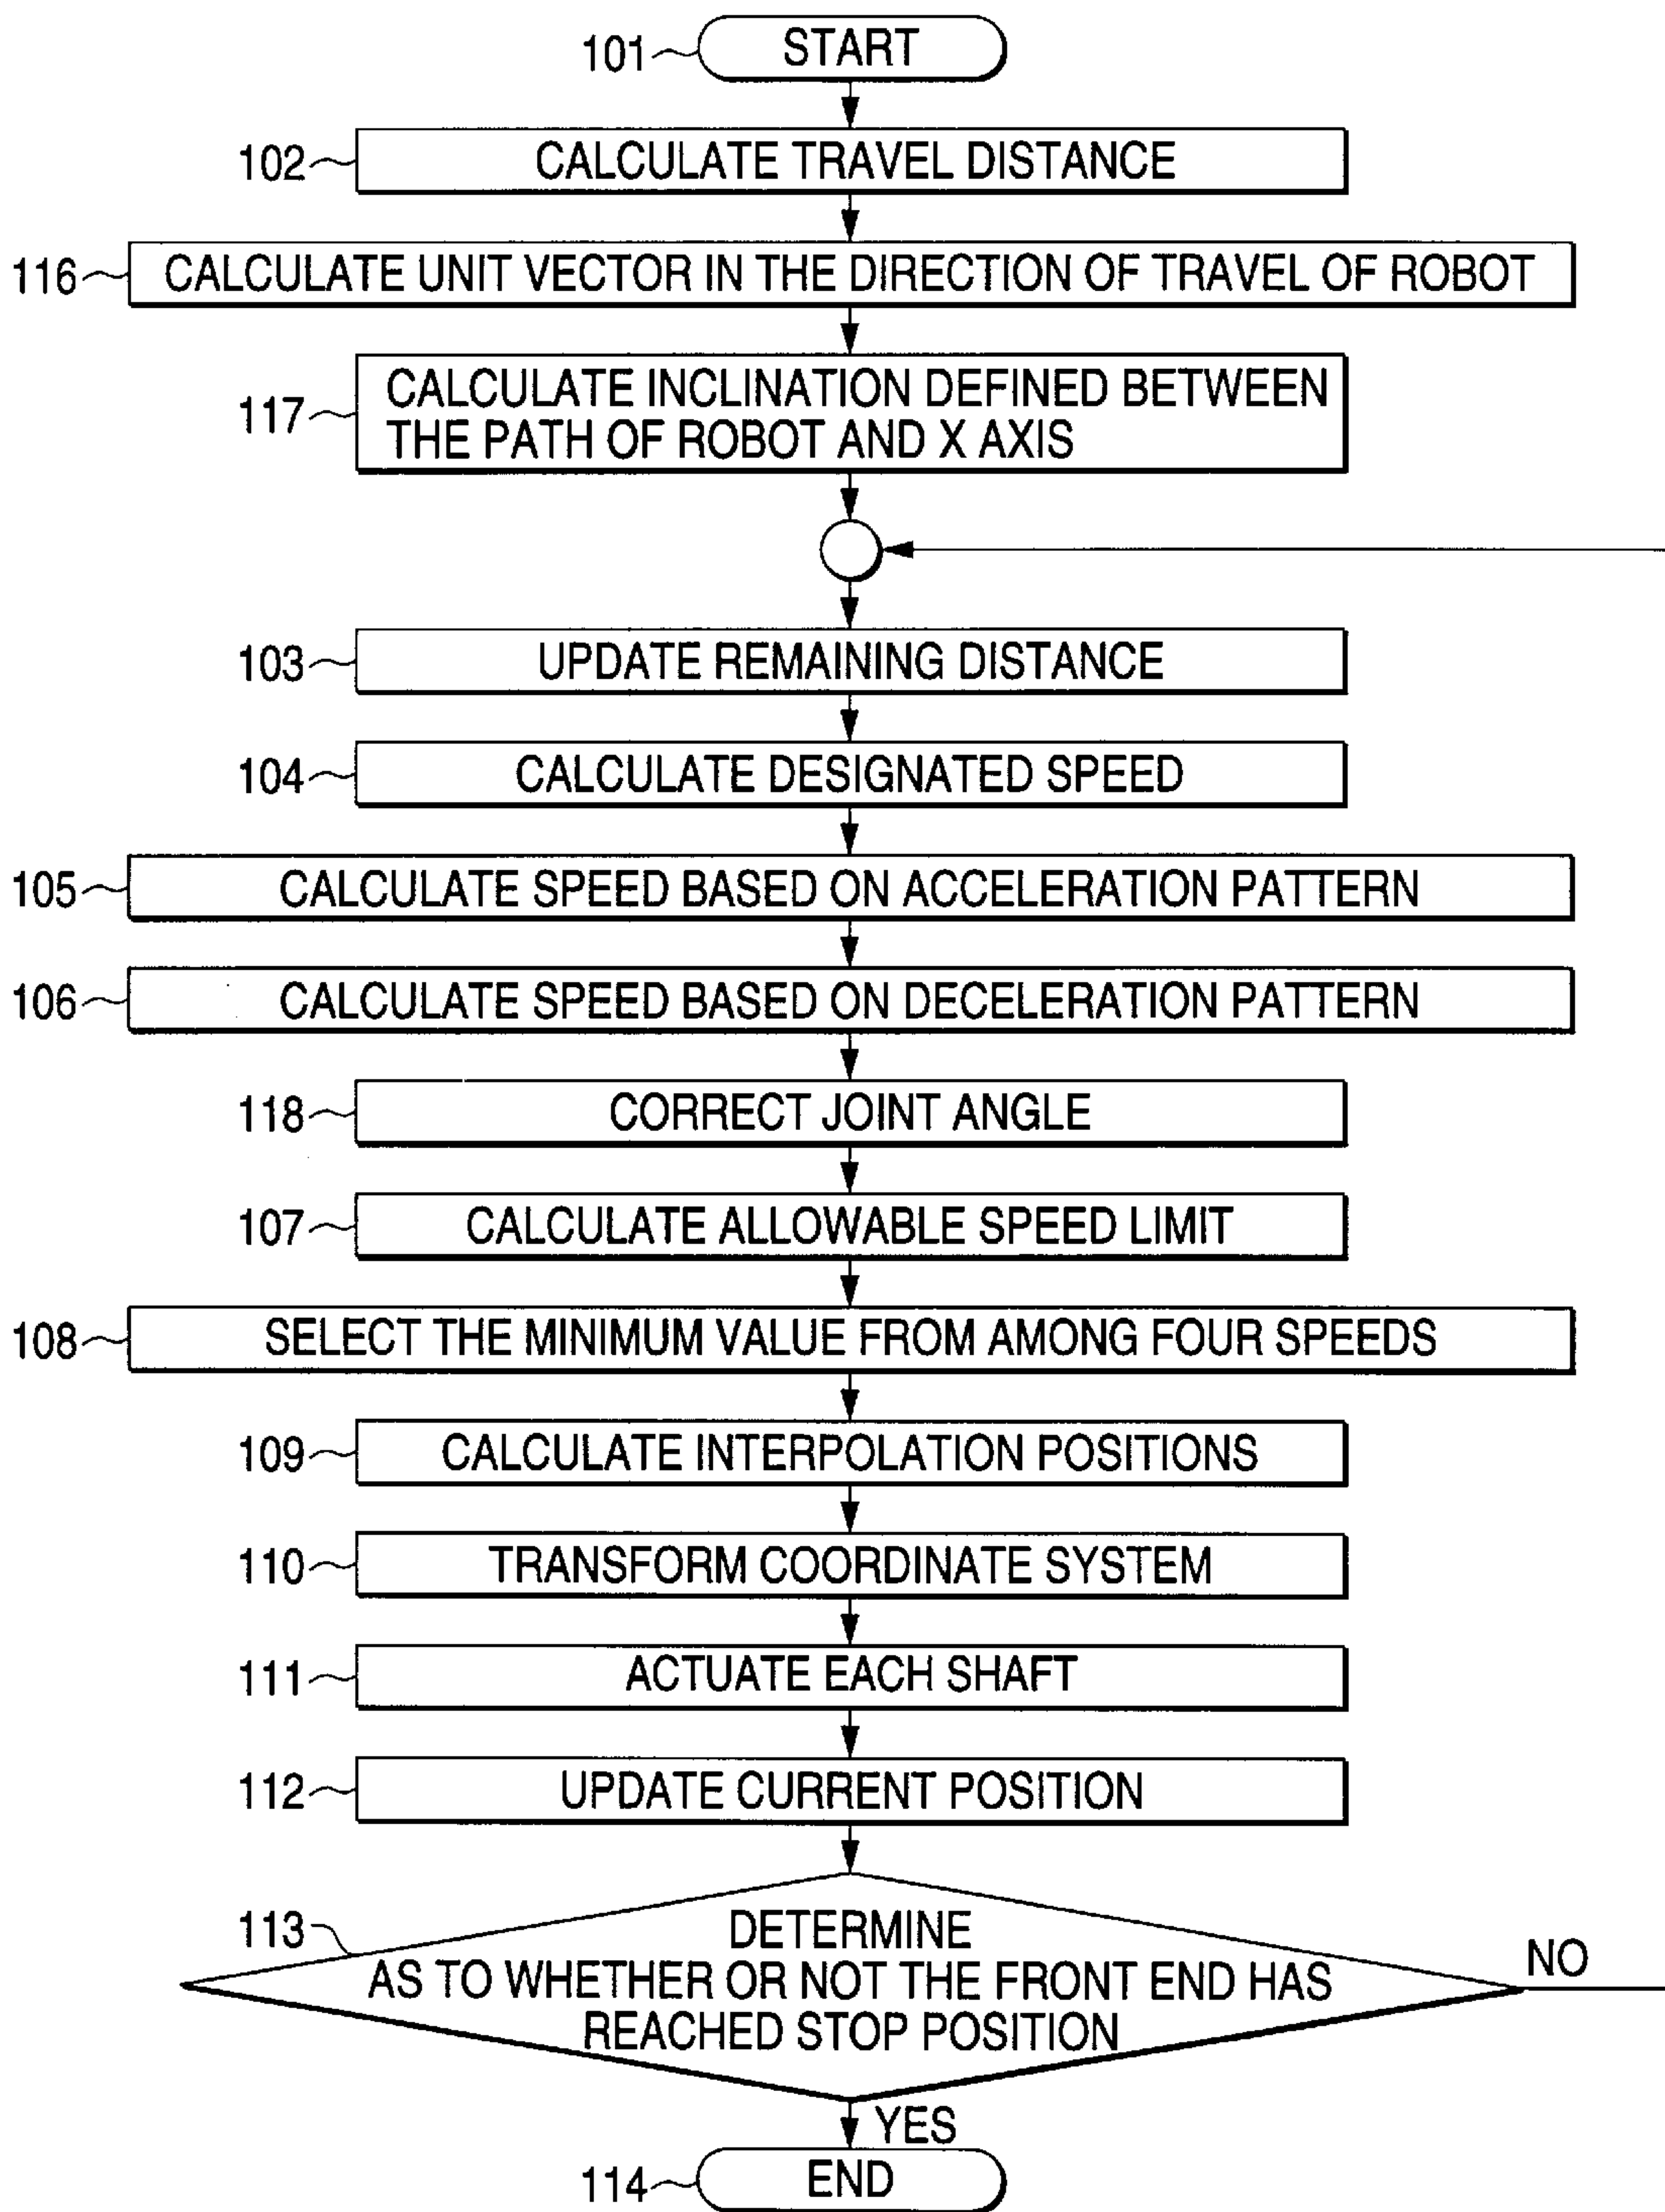 101 START
102 CALCULATE TRAVEL DISTANCE
116 CALCULATE UNIT VECTOR IN THE DIRECTION OF TRAVEL OF ROBOT
117 CALCULATE INCLINATION DEFINED BETWEEN
THE PATH OF ROBOT AND X AXIS
103 UPDATE REMAINING DISTANCE
104 CALCULATE DESIGNATED SPEED
105 CALCULATE SPEED BASED ON ACCELERATION PATTERN
106 CALCULATE SPEED BASED ON DECELERATION PATTERN
118 CORRECT JOINT ANGLE
107 CALCULATE ALLOWABLE SPEED LIMIT
108 SELECT THE MINIMUM VALUE FROM AMONG FOUR SPEEDS
109 CALCULATE INTERPOLATION POSITIONS
110 TRANSFORM COORDINATE SYSTEM
111 ACTUATE EACH SHAFT
112 UPDATE CURRENT POSITION
113 DETERMINE
AS TO WHETHER OR NOT THE FRONT END HAS
REACHED STOP POSITION
NO
YES
114 END